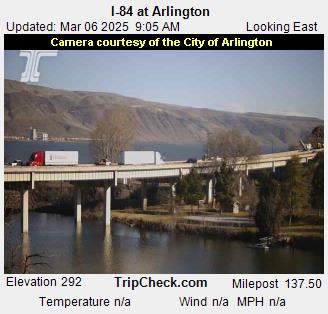 I-84 at Arlington
Updated: Mar 06 2025 9:05 AM Looking East
Camera courtesy of the City of Arlington
Elevation 292 TripCheck.com Milepost 137.50
Temperature n/a Wind n/a MPH n/a